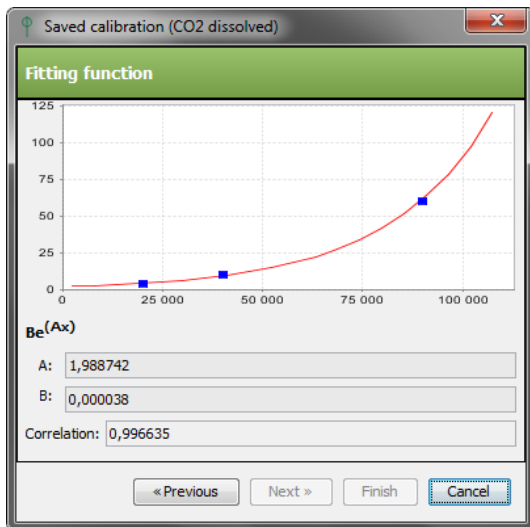 Saved calibration (CO2 dissolved)
x
Fitting function
125
100
75
50
25
0
0 25 000 50 000 75 000 100 000
Be(Ax)
A: 1,988742
B: 0,000038
Correlation: 0,996635
« Previous Next » Finish Cancel